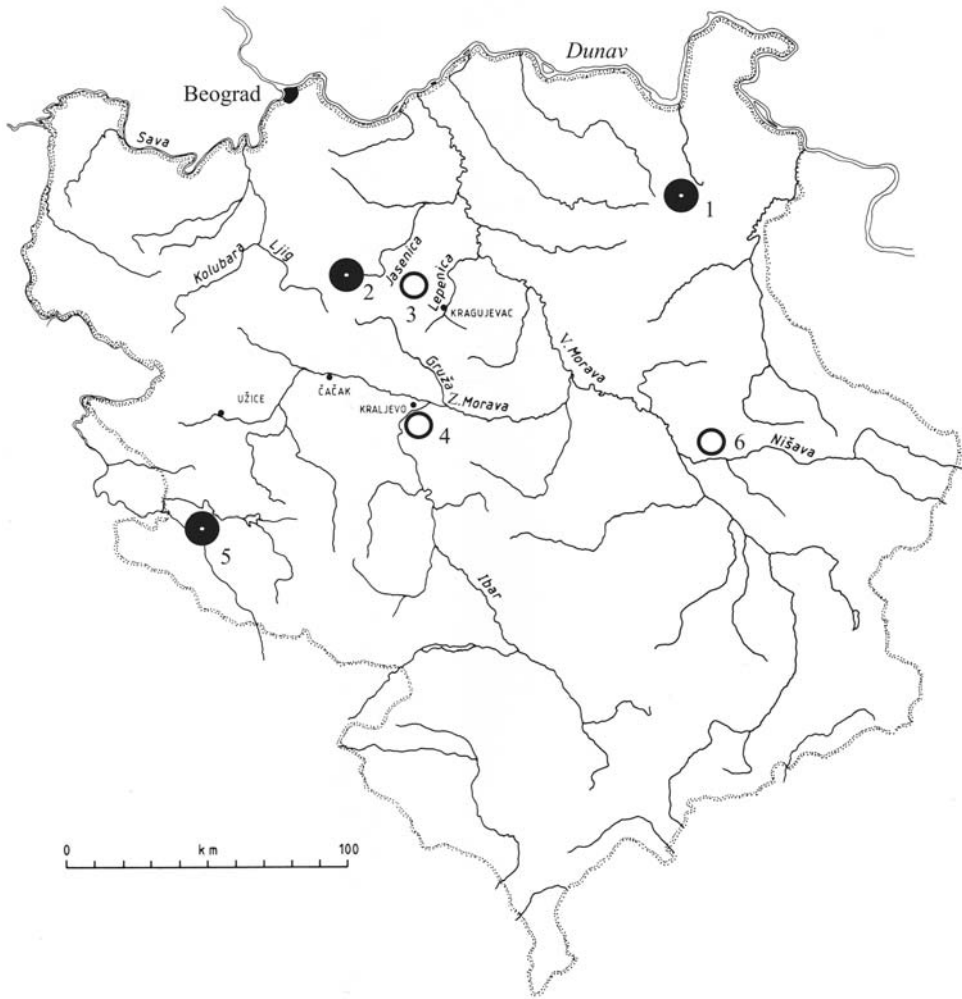 Dunav
Beograd
Sava
1
Kolubara
Ljig
2
Jasenica
3
Lepenica
KRAGUJEVAC
V. Morava
Gruža
ČAČAK
Z. Morava
UŽICE
KRALJEVO
4
6
Nišava
5
Ibar
0 km 100